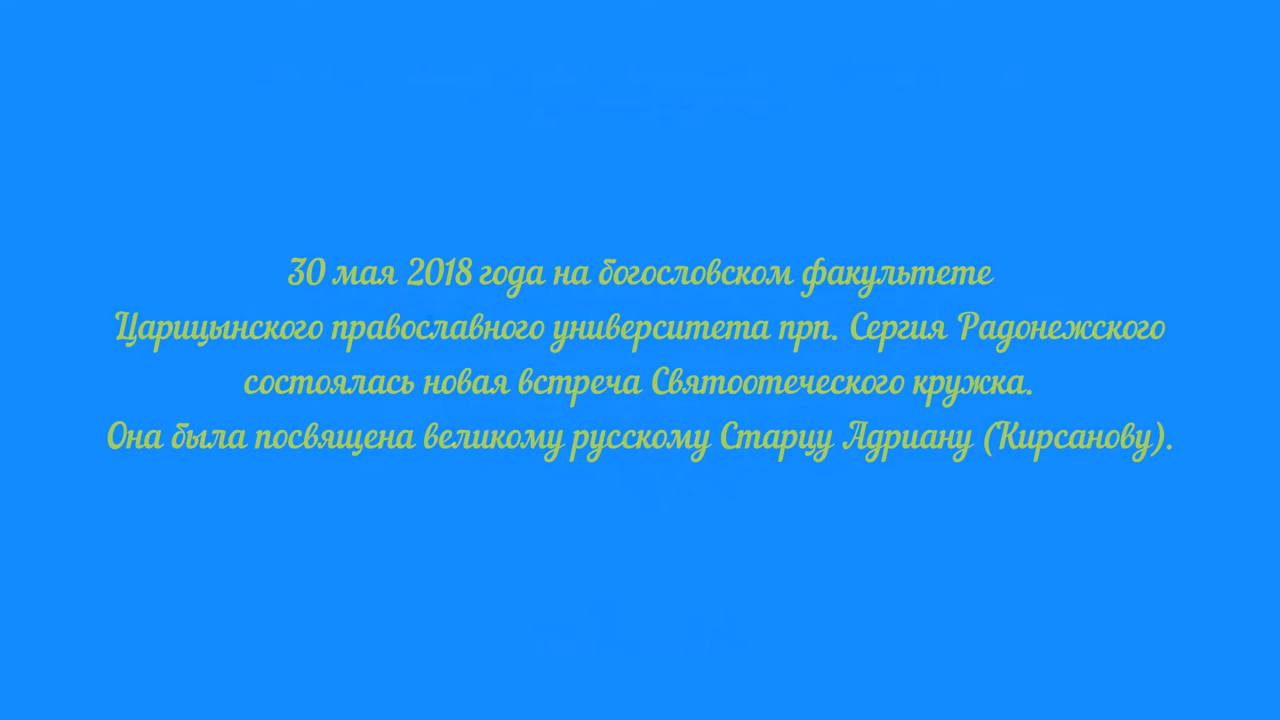 30 мая 2018 года на богословском факультете
Царицынского православного университета прп. Сергия Радонежского
состоялась новая встреча Святоотеческого кружка.
Она была посвящена великому русскому Старцу Адриану (Кирсанову).